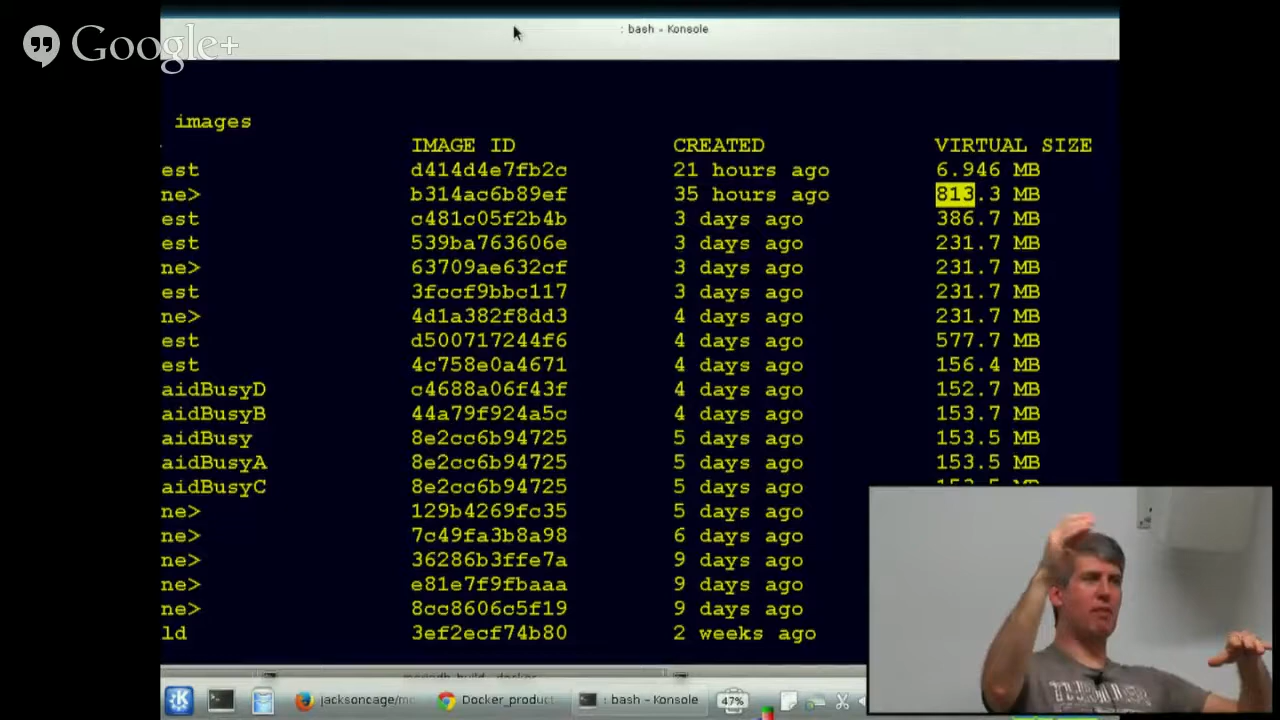 Google+
: bash - Konsole
images
IMAGE ID CREATED VIRTUAL SIZE
est d414d4e7fb2c 21 hours ago 6.946 MB
ne> b314ac6b89ef 35 hours ago 813.3 MB
est c481c05f2b4b 3 days ago 386.7 MB
est 539ba763606e 3 days ago 231.7 MB
ne> 63709ae632cf 3 days ago 231.7 MB
est 3fccf9bbc117 3 days ago 231.7 MB
ne> 4d1a382f8dd3 4 days ago 231.7 MB
est d500717244f6 4 days ago 577.7 MB
est 4c758e0a4671 4 days ago 156.4 MB
aidBusyD c4688a06f43f 4 days ago 152.7 MB
aidBusyB 44a79f924a5c 4 days ago 153.7 MB
aidBusy 8e2cc6b94725 5 days ago 153.5 MB
aidBusyA 8e2cc6b94725 5 days ago 153.5 MB
aidBusyC 8e2cc6b94725 5 days ago 153.5 MB
ne> 129b4269fc35 5 days ago
ne> 7c49fa3b8a98 6 days ago
ne> 36286b3ffe7a 9 days ago
ne> e81e7f9fbaaa 9 days ago
ne> 8cc8606c5f19 9 days ago
ld 3ef2ecf74b80 2 weeks ago
jacksoncage/m Docker_product : bash - Konsole 47%